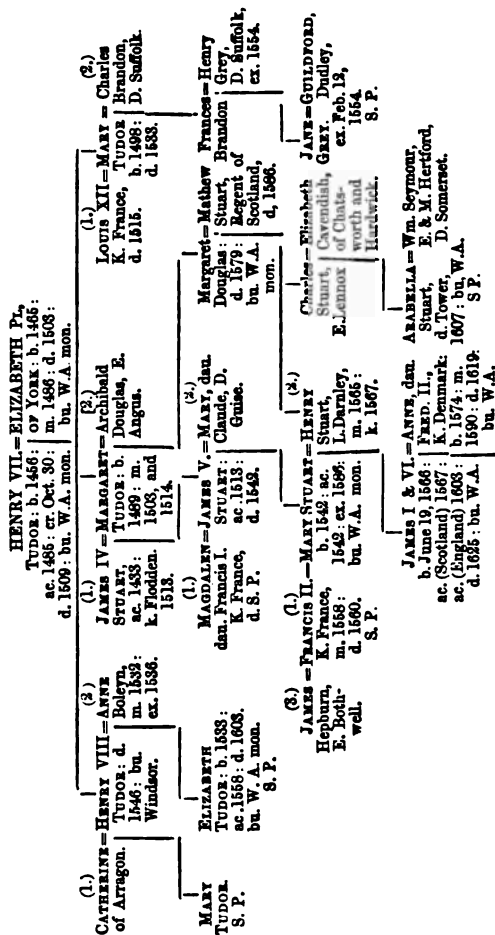 HENRY VII.=ELIZABETH Pl,
TUDOR: b. 1456: or YORK: b. 1465:
ac. 1485: cr. Oct. 30: m. 1486: d. 1503:
d. 1509: bu. W.A. mon. bu. W.A. mon.
(1.)
CATHERINE=HENRY VIII=ANNE
of Arragon.
TUDOR: d.
1546: bu.
Windsor.
(2)
Boleyn,
m. 1532:
ex. 1536.
(1.)
JAMES IV=MARGARET=Archibald
STUART,
ac. 1433:
k. Flodden
1513.
TUDOR: b.
1489: m.
1503, and
1514.
[2.)
Douglas, E.
Angus.
(1.)
LOUIS XII=MARY=Charles
K. France,
d. 1515.
TUDOR
b. 1498:
d. 1533.
(2.)
Brandon,
D. Suffolk.
MARY
TUDOR.
S. P.
ELIZABETH
TUDOR: b. 1533:
ac. 1558: d. 1603.
bu. W. A. mon.
S. P.
(1.)
MAGDALEN=JAMES V.=MARY, dau.
dau. Francis I.
K. France,
d. S. P.
STUART:
ac 1513:
d. 1542.
(2.)
Claude, D.
Guise.
Margaret=Mathew
Douglas:
d. 1579:
bu. W.A.
mon.
Stuart,
Regent of
Scotland,
d, 1586.
Frances=Henry
Brandon
Grey,
D. Suffolk,
ex. 1554.
(3.)
JAMES=FRANCIS II.—MARY STUART=HENRY
Hepburn,
E. Both-
well.
(1.)
K. France,
m. 1558:
d. 1560.
S. P.
b. 1542: ac.
1542: ex. 1586:
bu. W.A. mon.
(2.)
Stuart,
L. Darnley,
m. 1565:
k. 1567.
Charles=Elizabeth
Stuart,
E. Lennox
Cavendish,
of Chats-
worth and
Hardwick.
JANE=GUILDFORD,
GREY.
Dudley,
ex. Feb. 12,
1554.
S. P.
JAMES I & VI.=ANNE, dau.
b. June 19, 1566:
ac. (Scotland) 1567:
ac, (England) 1603:
d. 1625: bu. W.A.
FRED. II.,
K. Denmark:
b. 1574: m.
1590: d. 1619:
bu. W.A.
ARABELLA=Wm. Seymour,
Stuart,
d. Tower,
1607: bu, W.A.
S P.
E. & M. Hertford,
D. Somerset.